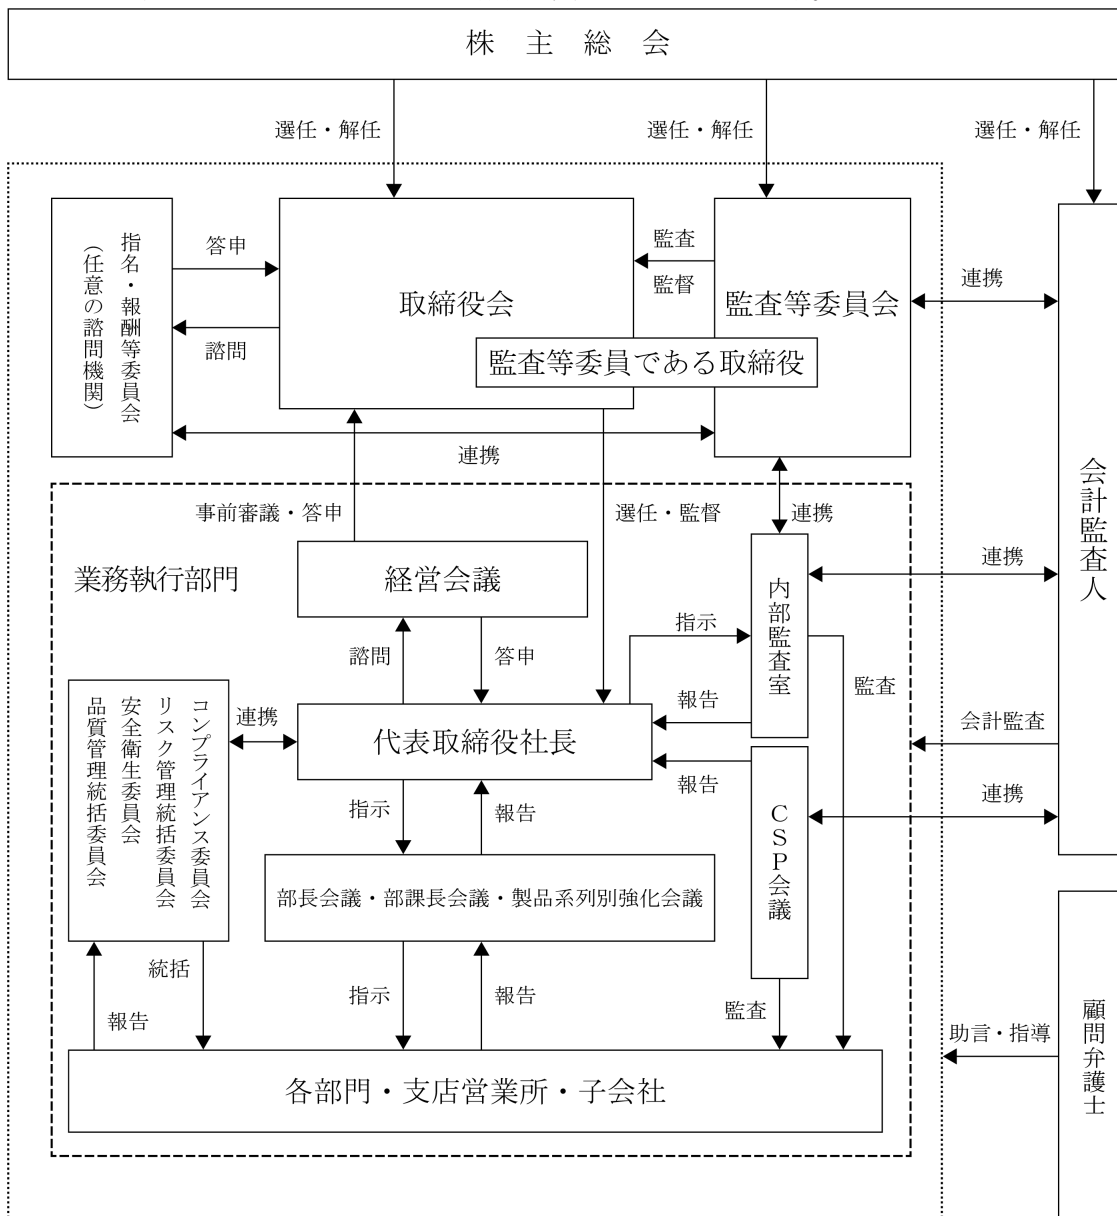 株主総会
選任・解任
選任・解任
選任・解任
指名・報酬等委員会
(任意の諮問機関)
答申
諮問
取締役会
監査
監督
監査等委員会
監査等委員である取締役
連携
連携
会計監査人
事前審議・答申
選任・監督
連携
業務執行部門
経営会議
内部監査室
連携
諮問
答申
指示
監査
コンプライアンス委員会
リスク管理統括委員会
安全衛生委員会
品質管理統括委員会
連携
代表取締役社長
報告
報告
会計監査
指示
報告
CSP会議
連携
部長会議・部課長会議・製品系列別強化会議
統括
報告
指示
報告
監査
助言・指導
顧問弁護士
各部門・支店営業所・子会社